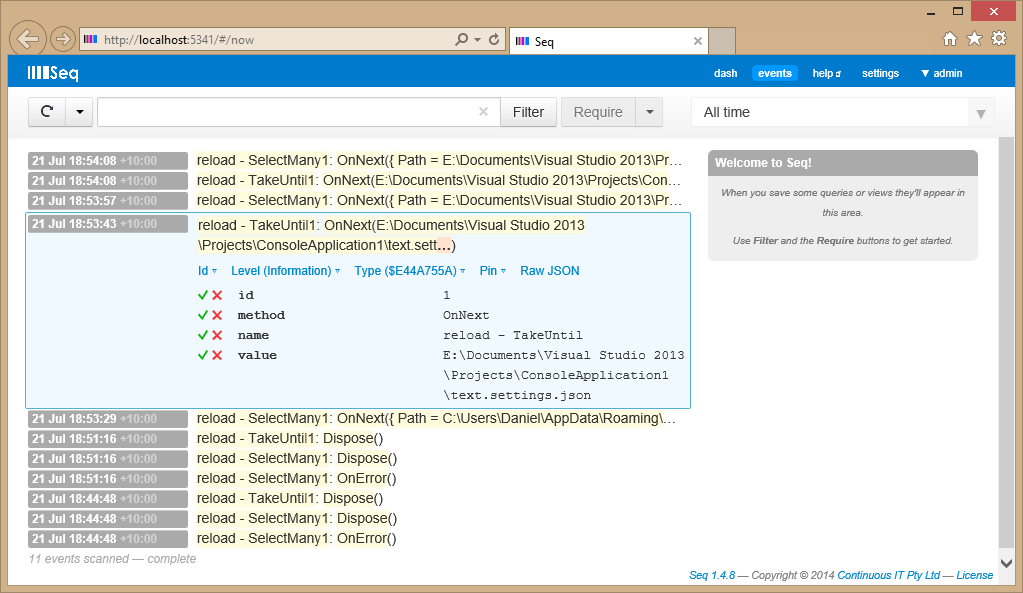 http://localhost:5341/#/now
Seq
Seq
dash events help settings admin
Filter Require All time
21 Jul 18:54:08 +10:00 reload - SelectMany1: OnNext({ Path = E:\Documents\Visual Studio 2013\Pr…
21 Jul 18:54:08 +10:00 reload - TakeUntil1: OnNext(E:\Documents\Visual Studio 2013\Projects\Con…
21 Jul 18:53:57 +10:00 reload - SelectMany1: OnNext({ Path = E:\Documents\Visual Studio 2013\Pr…
21 Jul 18:53:43 +10:00 reload - TakeUntil1: OnNext(E:\Documents\Visual Studio 2013
\Projects\ConsoleApplication1\text.sett…)
Id Level (Information) Type ($E44A755A) Pin Raw JSON
id 1
method OnNext
name reload - TakeUntil
value E:\Documents\Visual Studio 2013
\Projects\ConsoleApplication1
\text.settings.json
21 Jul 18:53:29 +10:00 reload - SelectMany1: OnNext({ Path = C:\Users\Daniel\AppData\Roaming\…
21 Jul 18:51:16 +10:00 reload - TakeUntil1: Dispose()
21 Jul 18:51:16 +10:00 reload - SelectMany1: Dispose()
21 Jul 18:51:16 +10:00 reload - SelectMany1: OnError()
21 Jul 18:44:48 +10:00 reload - TakeUntil1: Dispose()
21 Jul 18:44:48 +10:00 reload - SelectMany1: Dispose()
21 Jul 18:44:48 +10:00 reload - SelectMany1: OnError()
11 events scanned — complete
Welcome to Seq!
When you save some queries or views they'll appear in
this area.
Use Filter and the Require buttons to get started.
Seq 1.4.8 — Copyright © 2014 Continuous IT Pty Ltd — License